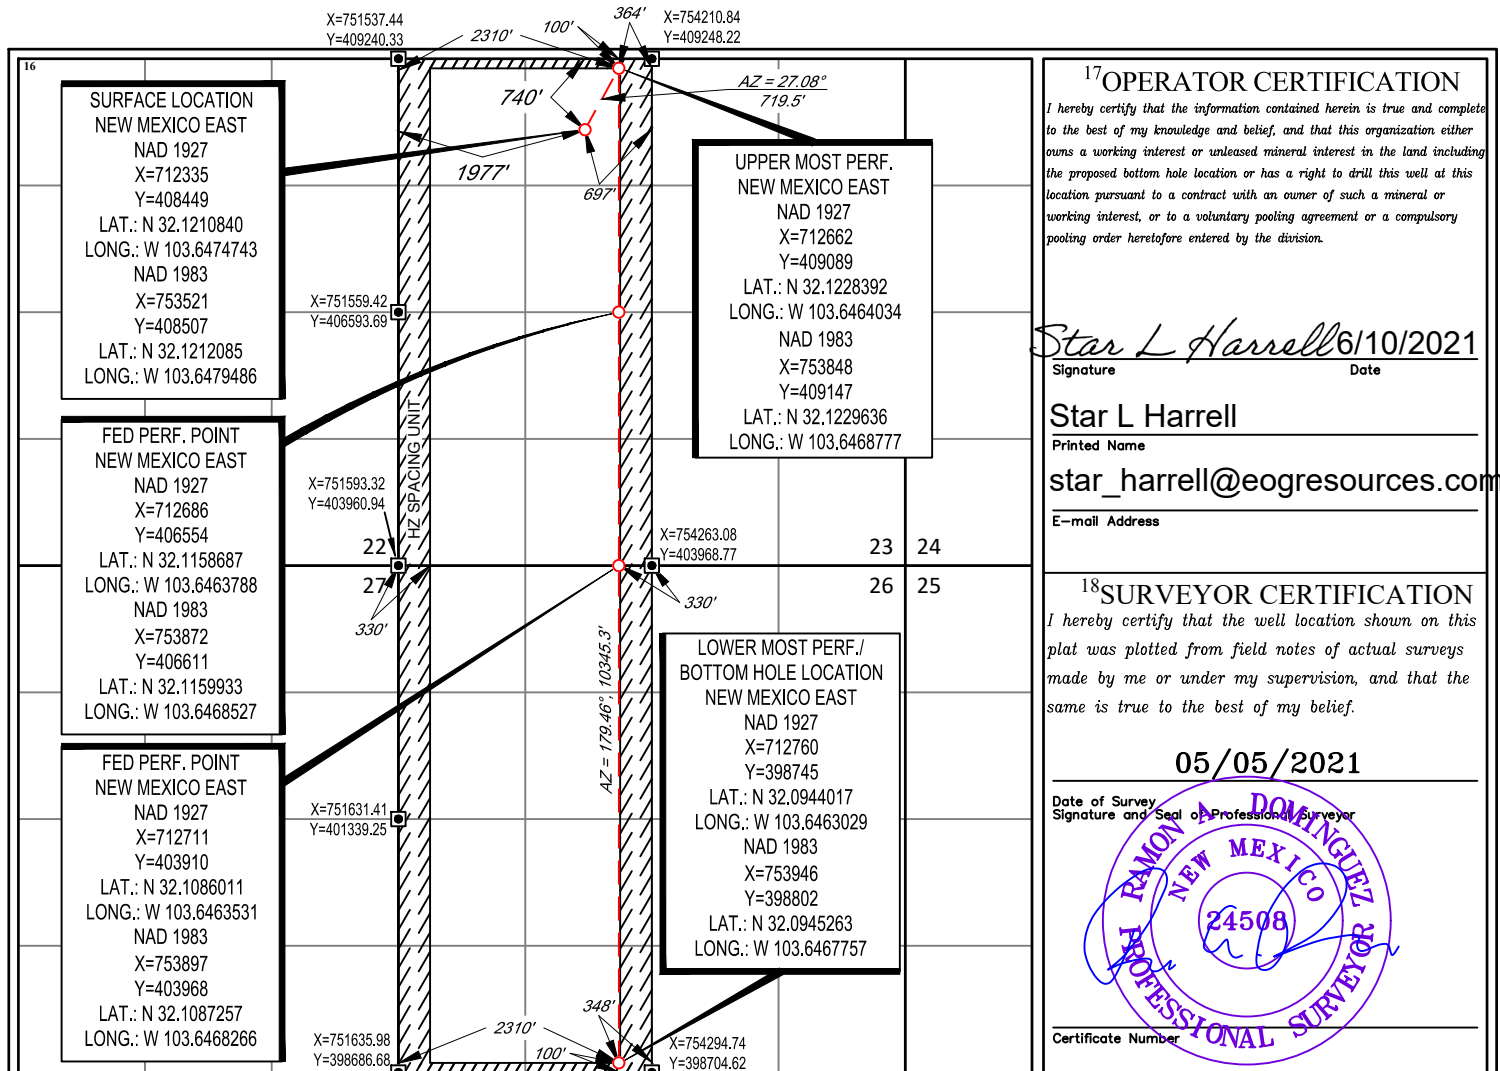 X=751537.44
Y=409240.33
2310'
100'
364'
X=754210.84
Y=409248.22
16
SURFACE LOCATION
NEW MEXICO EAST
NAD 1927
X=712335
Y=408449
LAT.: N 32.1210840
LONG.: W 103.6474743
NAD 1983
X=753521
Y=408507
LAT.: N 32.1212085
LONG.: W 103.6479486
740'
AZ = 27.08°
719.5'
1977'
697'
UPPER MOST PERF.
NEW MEXICO EAST
NAD 1927
X=712662
Y=409089
LAT.: N 32.1228392
LONG.: W 103.6464034
NAD 1983
X=753848
Y=409147
LAT.: N 32.1229636
LONG.: W 103.6468777
X=751559.42
Y=406593.69
FED PERF. POINT
NEW MEXICO EAST
NAD 1927
X=712686
Y=406554
LAT.: N 32.1158687
LONG.: W 103.6463788
NAD 1983
X=753872
Y=406611
LAT.: N 32.1159933
LONG.: W 103.6468527
HZ SPACING UNIT
X=751593.32
Y=403960.94
X=754263.08
Y=403968.77
22
27
23 24
26 25
330'
330'
FED PERF. POINT
NEW MEXICO EAST
NAD 1927
X=712711
Y=403910
LAT.: N 32.1086011
LONG.: W 103.6463531
NAD 1983
X=753897
Y=403968
LAT.: N 32.1087257
LONG.: W 103.6468266
AZ = 179.46°, 10345.3'
LOWER MOST PERF./
BOTTOM HOLE LOCATION
NEW MEXICO EAST
NAD 1927
X=712760
Y=398745
LAT.: N 32.0944017
LONG.: W 103.6463029
NAD 1983
X=753946
Y=398802
LAT.: N 32.0945263
LONG.: W 103.6467757
X=751631.41
Y=401339.25
X=751635.98
Y=398686.68
2310'
100'
348'
X=754294.74
Y=398704.62
17OPERATOR CERTIFICATION
I hereby certify that the information contained herein is true and complete
to the best of my knowledge and belief, and that this organization either
owns a working interest or unleased mineral interest in the land including
the proposed bottom hole location or has a right to drill this well at this
location pursuant to a contract with an owner of such a mineral or
working interest, or to a voluntary pooling agreement or a compulsory
pooling order heretofore entered by the division.
Star L Harrell 6/10/2021
Signature Date
Star L Harrell
Printed Name
star_harrell@eogresources.com
E-mail Address
18SURVEYOR CERTIFICATION
I hereby certify that the well location shown on this
plat was plotted from field notes of actual surveys
made by me or under my supervision, and that the
same is true to the best of my belief.
05/05/2021
Date of Survey
Signature and Seal of Professional Surveyor
RAMON A. DOMINGUEZ
NEW MEXICO
24508
PROFESSIONAL SURVEYOR
Certificate Number